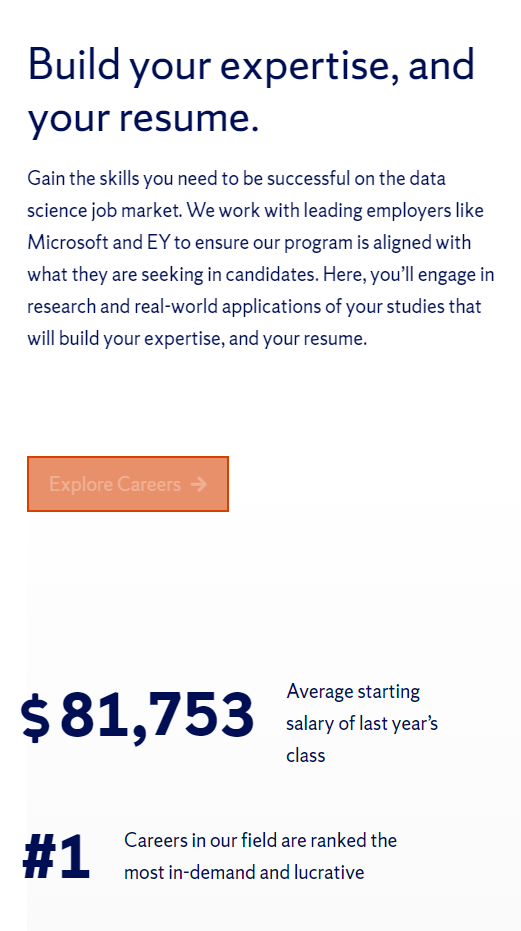 Build your expertise, and
your resume.
Gain the skills you need to be successful on the data
science job market. We work with leading employers like
Microsoft and EY to ensure our program is aligned with
what they are seeking in candidates. Here, you’ll engage in
research and real-world applications of your studies that
will build your expertise, and your resume.
Explore Careers →
$ 81,753
Average starting
salary of last year’s
class
#1
Careers in our field are ranked the
most in-demand and lucrative